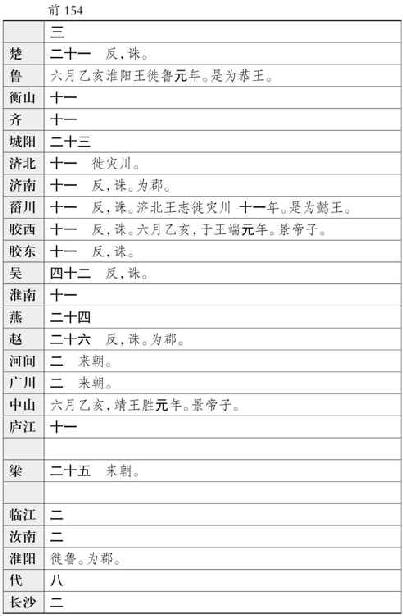 前 154
三
楚 二十一 反，诛。
鲁 六月乙亥淮阳王徙鲁元年。是为恭王。
衡山 十一
齐 十一
城阳 二十三
济北 十一 徙灾川。
济南 十一 反，诛。为郡。
菑川 十一 反，诛。济北王志徙灾川 十一年。是为懿王。
胶西 十一 反，诛。六月乙亥，于王端元年。景帝子。
胶东 十一 反，诛。
吴 四十二 反，诛。
淮南 十一
燕 二十四
赵 二十六 反，诛。为郡。
河间 二 来朝。
广川 二 来朝。
中山 六月乙亥，靖王胜元年。景帝子。
庐江 十一
梁 二十五 来朝。
临江 二
汝南 二
淮阳 徙鲁。为郡。
代 八
长沙 二